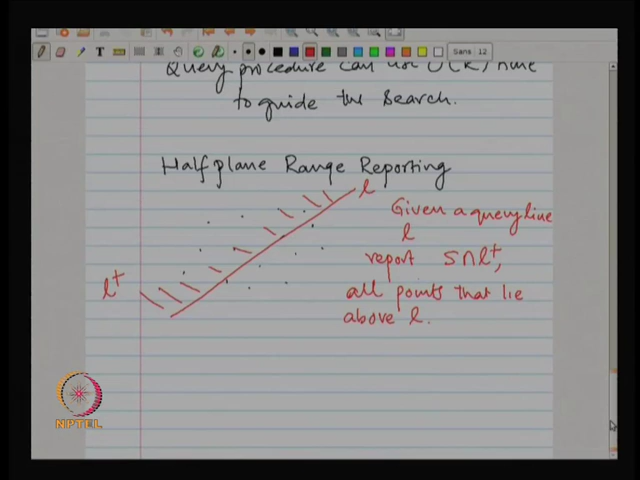 Sans 12
Query procedure can use O(K) time
to guide the search.
Halfplane Range Reporting
l
Given a query line
l
report S∩l⁺,
l⁺
all points that lie
above l.
NPTEL